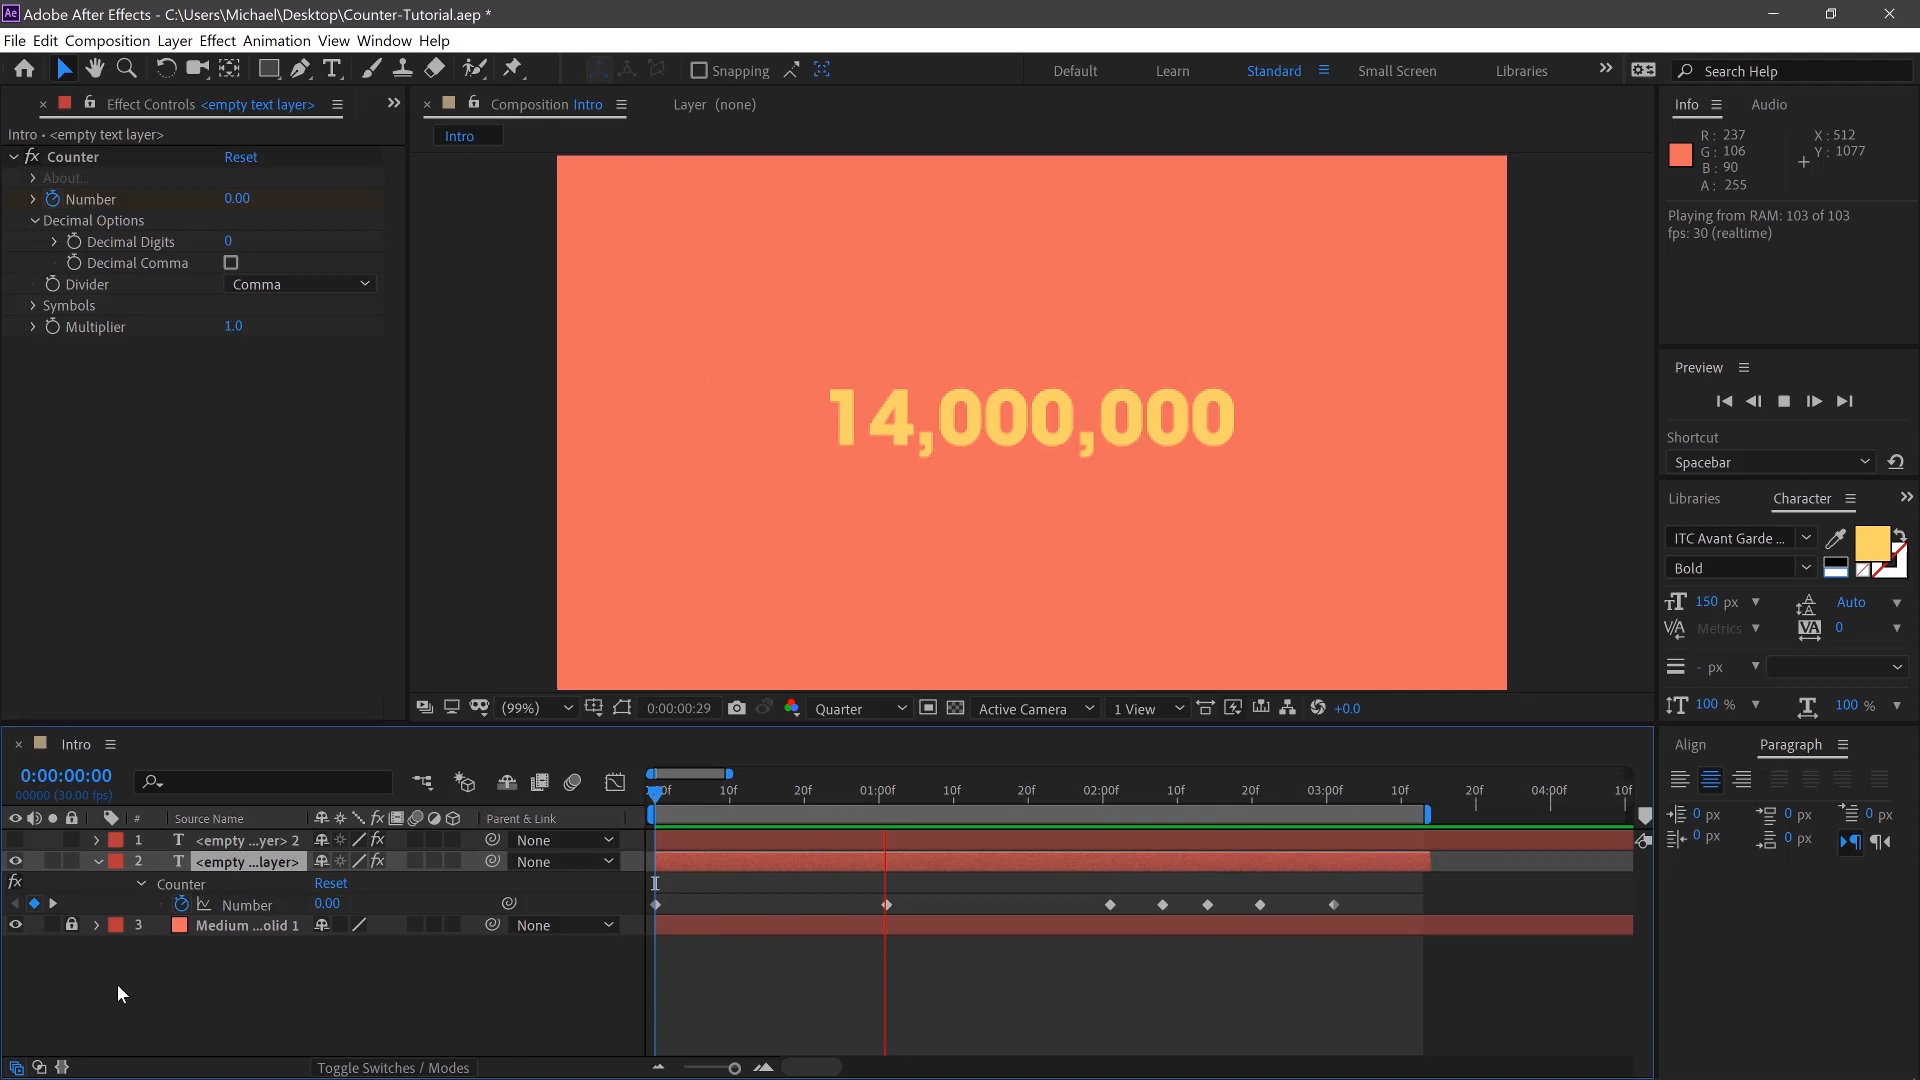 Ae Adobe After Effects - C:\Users\Michael\Desktop\Counter-Tutorial.aep *
File Edit Composition Layer Effect Animation View Window Help
Snapping
Default Learn Standard Small Screen Libraries
Search Help
Effect Controls <empty text layer>
Intro • <empty text layer>
fx Counter Reset
About...
Number 0.00
Decimal Options
Decimal Digits 0
Decimal Comma
Divider Comma
Symbols
Multiplier 1.0
Composition Intro Layer (none)
Intro
14,000,000
(99%) 0:00:00:29 Quarter Active Camera 1 View +0.0
Info Audio
R: 237 X: 512
G: 106 Y: 1077
B: 90
A: 255
Playing from RAM: 103 of 103
fps: 30 (realtime)
Preview
Shortcut
Spacebar
Libraries Character
ITC Avant Garde ...
Bold
150 px Auto
Metrics 0
- px
100 % 100 %
Align Paragraph
0 px 0 px 0 px
0 px 0 px
Intro
0:00:00:00
00000 (30.00 fps)
# Source Name fx Parent & Link
10f 20f 01:00f 10f 20f 02:00f 10f 20f 03:00f 10f 20f 04:00f 10f
1 T <empty ...yer> 2 fx None
2 T <empty ...layer> fx None
fx Counter Reset
Number 0.00
3 Medium ...olid 1 None
Toggle Switches / Modes